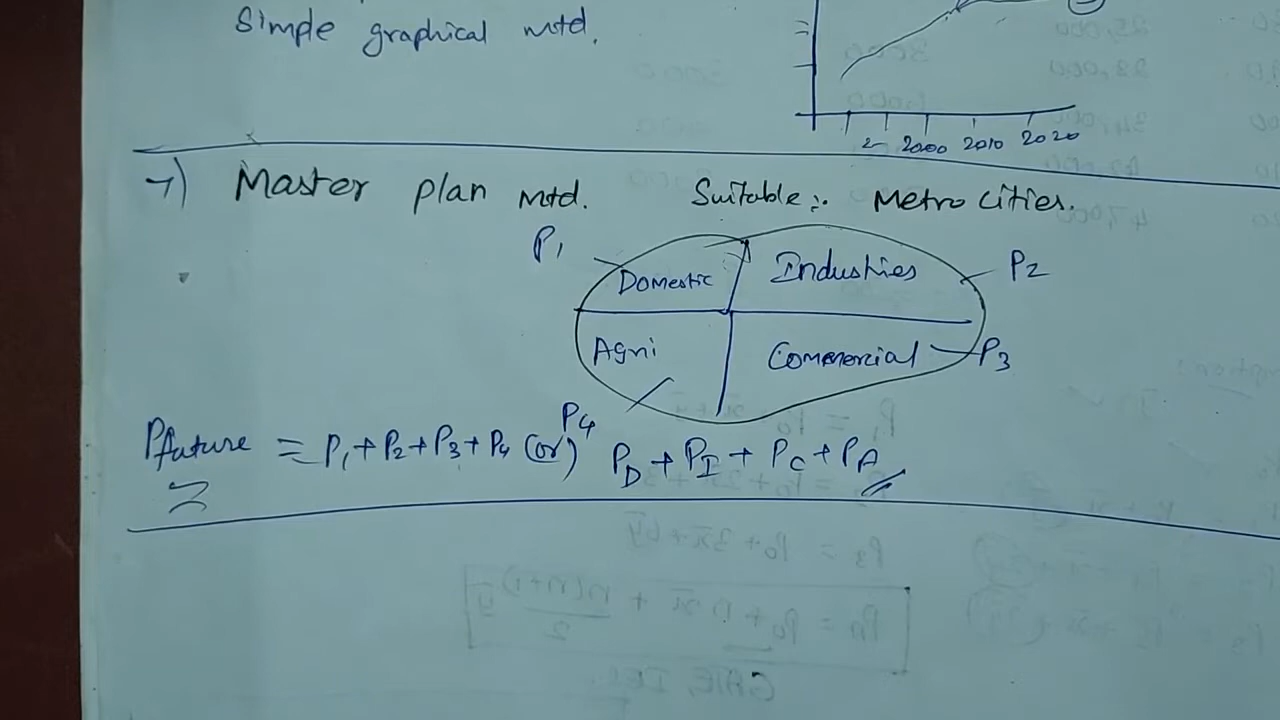 Simple graphical mtd.
2000 2010 2020
7) Master plan mtd. Suitable:. Metro cities.
P1
Domestic Industries P2
Agri Commercial P3
P4
Pfuture = P1+P2+P3+P4 (or) PD + PI + PC + PA